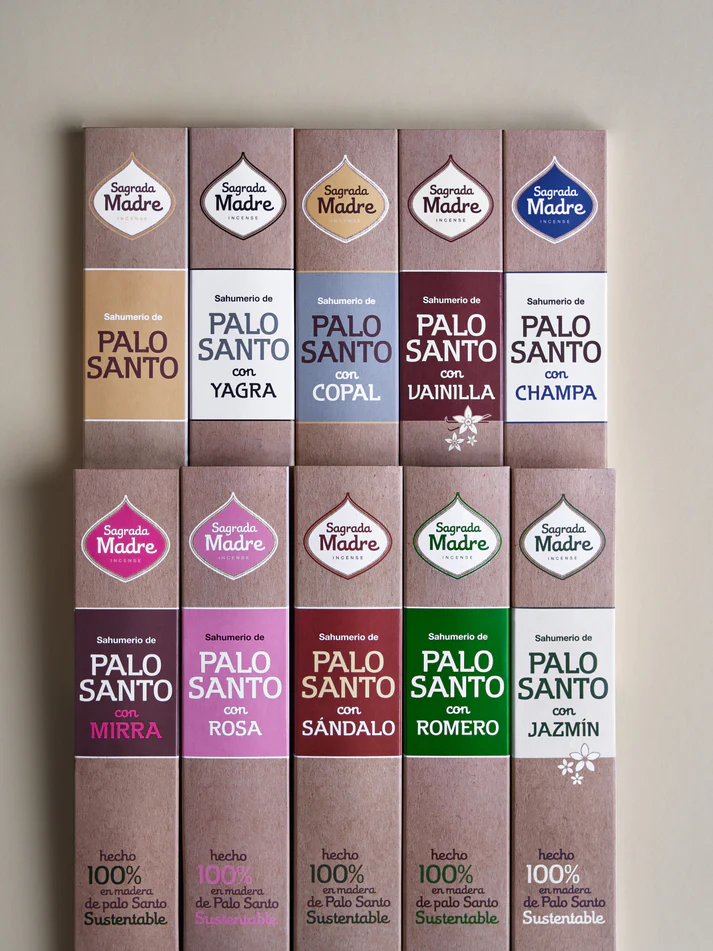 Sagrada
Madre
INCENSE
Sahumerio de
PALO
SANTO
Sagrada
Madre
INCENSE
Sahumerio de
PALO
SANTO
con
YAGRA
Sagrada
Madre
INCENSE
Sahumerio de
PALO
SANTO
con
COPAL
Sagrada
Madre
INCENSE
Sahumerio de
PALO
SANTO
con
VAINILLA
Sagrada
Madre
INCENSE
Sahumerio de
PALO
SANTO
con
CHAMPA
Sagrada
Madre
INCENSE
Sahumerio de
PALO
SANTO
con
MIRRA
hecho
100%
en madera
de palo Santo
Sustentable
Sagrada
Madre
INCENSE
Sahumerio de
PALO
SANTO
con
ROSA
hecho
100%
en madera
de Palo Santo
Sustentable
Sagrada
Madre
INCENSE
Sahumerio de
PALO
SANTO
con
SÁNDALO
hecho
100%
en madera
de Palo Santo
Sustentable
Sagrada
Madre
INCENSE
Sahumerio de
PALO
SANTO
con
ROMERO
hecho
100%
en madera
de Palo Santo
Sustentable
Sagrada
Madre
INCENSE
Sahumerio de
PALO
SANTO
con
JAZMÍN
hecho
100%
en madera
de palo Santo
Sustentable